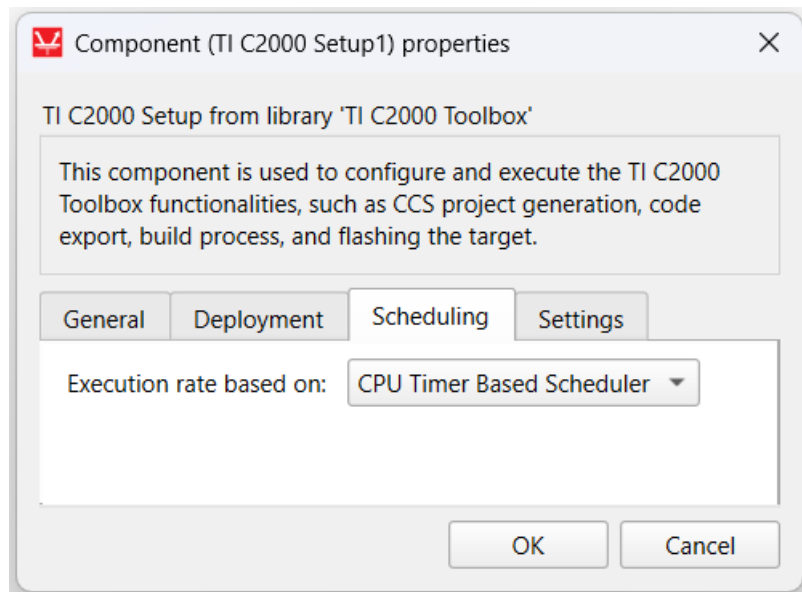 Component (TI C2000 Setup1) properties
TI C2000 Setup from library 'TI C2000 Toolbox'
This component is used to configure and execute the TI C2000
Toolbox functionalities, such as CCS project generation, code
export, build process, and flashing the target.
General Deployment Scheduling Settings
Execution rate based on: CPU Timer Based Scheduler
OK Cancel